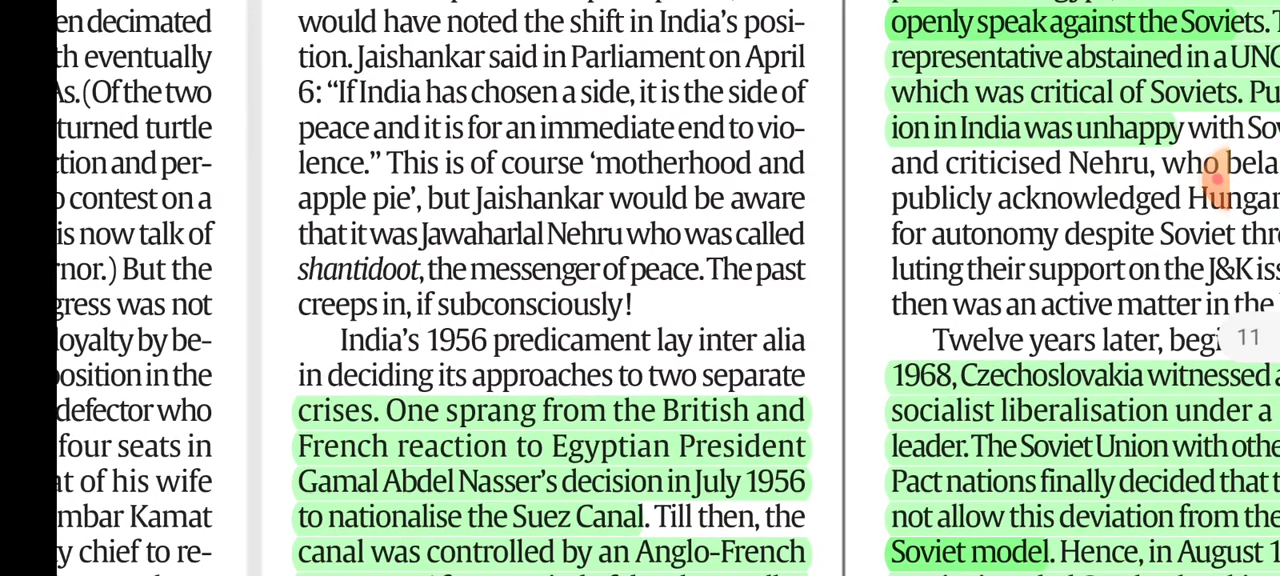 en decimated
th eventually
As. (Of the two
turned turtle
ction and per-
o contest on a
is now talk of
rnor.) But the
gress was not
loyalty by be-
position in the
defector who
four seats in
at of his wife
mbar Kamat
y chief to re-
would have noted the shift in India's posi-
tion. Jaishankar said in Parliament on April
6: “If India has chosen a side, it is the side of
peace and it is for an immediate end to vio-
lence.” This is of course ‘motherhood and
apple pie’, but Jaishankar would be aware
that it was Jawaharlal Nehru who was called
shantidoot, the messenger of peace. The past
creeps in, if subconsciously!
India’s 1956 predicament lay inter alia
in deciding its approaches to two separate
crises. One sprang from the British and
French reaction to Egyptian President
Gamal Abdel Nasser’s decision in July 1956
to nationalise the Suez Canal. Till then, the
canal was controlled by an Anglo-French
openly speak against the Soviets. T
representative abstained in a UNG
which was critical of Soviets. Pu
ion in India was unhappy with Sov
and criticised Nehru, who bela
publicly acknowledged Hungar
for autonomy despite Soviet thr
luting their support on the J&K iss
then was an active matter in the
Twelve years later, begi
1968, Czechoslovakia witnessed a
socialist liberalisation under a
leader. The Soviet Union with othe
Pact nations finally decided that t
not allow this deviation from the
Soviet model. Hence, in August 1
11